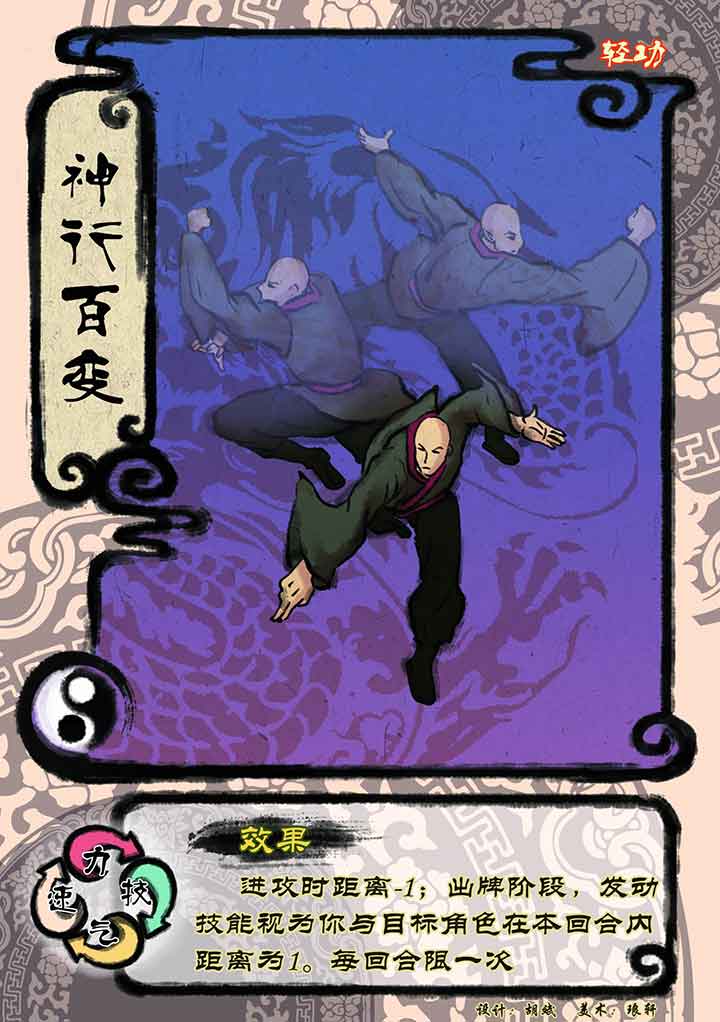 轻功
神行百变
力
速
技
气
效果
进攻时距离-1；出牌阶段，发动
技能视为你与目标角色在本回合内
距离为1。每回合限一次
设计：胡斌 美术：琅轩